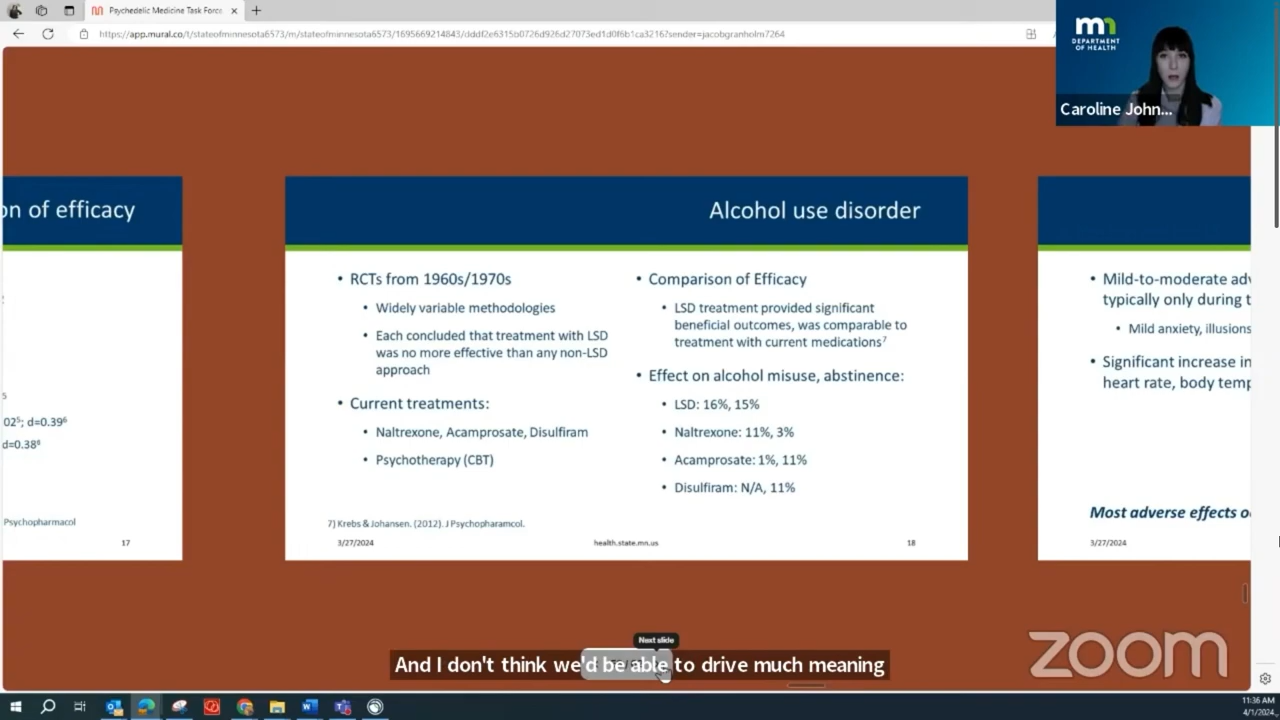 Psychedelic Medicine Task Force
https://app.mural.co/t/stateofminnesota6573/m/stateofminnesota6573/1695669214843/dddf2e6315b0726d926d27073ed1d0f6b1ca3216?sender=jacobgranholm7264
mn
DEPARTMENT
OF HEALTH
Caroline John...
on of efficacy
02⁵; d=0.39⁶
d=0.38⁸
Psychopharmacol
17
Alcohol use disorder
• RCTs from 1960s/1970s
• Widely variable methodologies
• Each concluded that treatment with LSD
was no more effective than any non-LSD
approach
• Current treatments:
• Naltrexone, Acamprosate, Disulfiram
• Psychotherapy (CBT)
• Comparison of Efficacy
• LSD treatment provided significant
beneficial outcomes, was comparable to
treatment with current medications⁷
• Effect on alcohol misuse, abstinence:
• LSD: 16%, 15%
• Naltrexone: 11%, 3%
• Acamprosate: 1%, 11%
• Disulfiram: N/A, 11%
7) Krebs & Johansen. (2012). J Psychopharamcol.
3/27/2024
health.state.mn.us
18
• Mild-to-moderate adv
typically only during t
• Mild anxiety, illusions
• Significant increase in
heart rate, body temp
Most adverse effects o
3/27/2024
Next slide
And I don't think we'd be able to drive much meaning
zoom
11:36 AM
4/1/2024